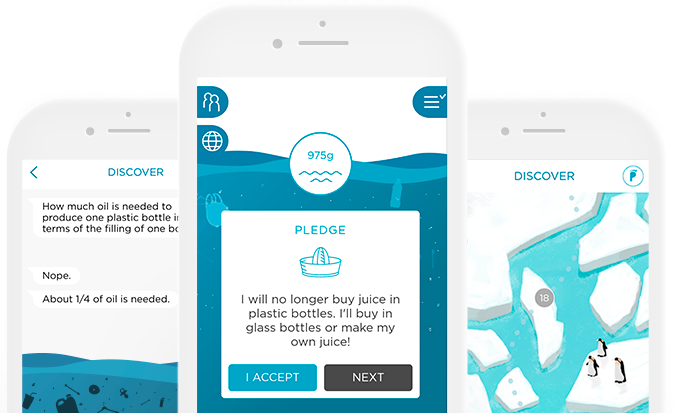 DISCOVER
How much oil is needed to
produce one plastic bottle in
terms of the filling of one
Nope.
About 1/4 of oil is needed.
975g
PLEDGE
I will no longer buy juice in
plastic bottles. I'll buy in
glass bottles or make my
own juice!
I ACCEPT
NEXT
DISCOVER
18